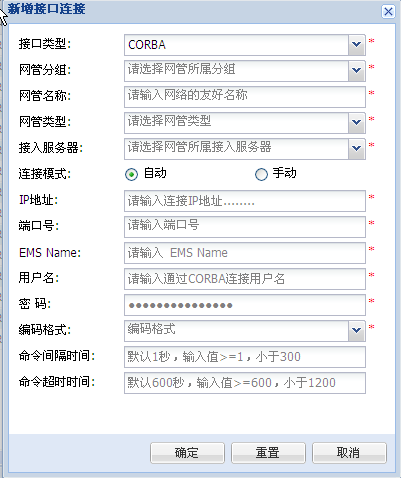 新增接口连接
接口类型: CORBA *
网管分组: 请选择网管所属分组 *
网管名称: 请输入网络的友好名称 *
网管类型: 请选择网管类型 *
接入服务器: 请选择网管所属接入服务器 *
连接模式: 自动 手动
IP地址: 请输入连接IP地址........ *
端口号: 请输入端口号 *
EMS Name: 请输入 EMS Name *
用户名: 请输入通过CORBA连接用户名 *
密 码: ●●●●●●●●●●●●●●● *
编码格式: 编码格式 *
命令间隔时间: 默认1秒，输入值>=1，小于300
命令超时时间: 默认600秒，输入值>=600，小于1200
确定 重置 取消